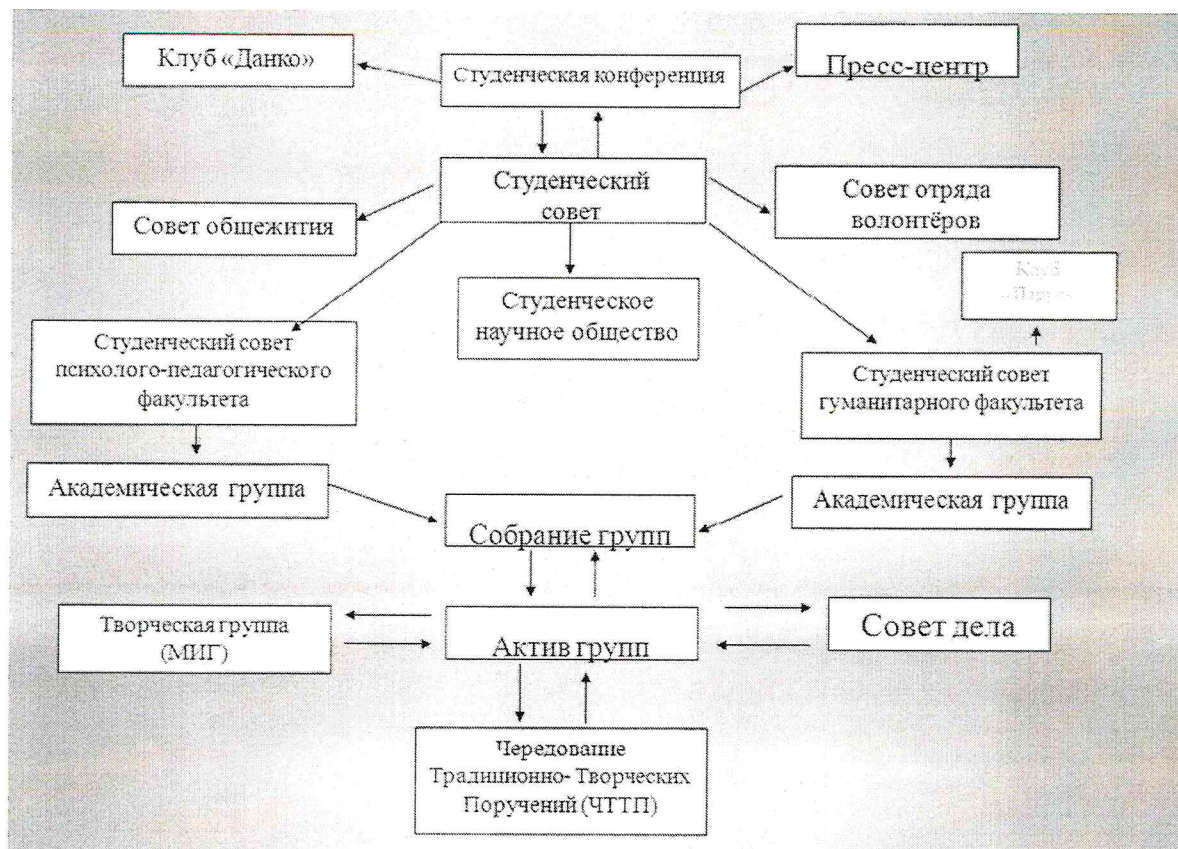 Клуб «Данко»
Студенческая конференция
Пресс-центр
Студенческий
совет
Совет отряда
волонтёров
Совет общежития
Клуб
Студенческое
научное общество
Студенческий совет
психолого-педагогического
факультета
Студенческий совет
гуманитарного факультета
Академическая группа
Академическая группа
Собрание групп
Творческая группа
(МИГ)
Актив групп
Совет дела
Чередование
Традиционно- Творческих
Поручений (ЧТТП)